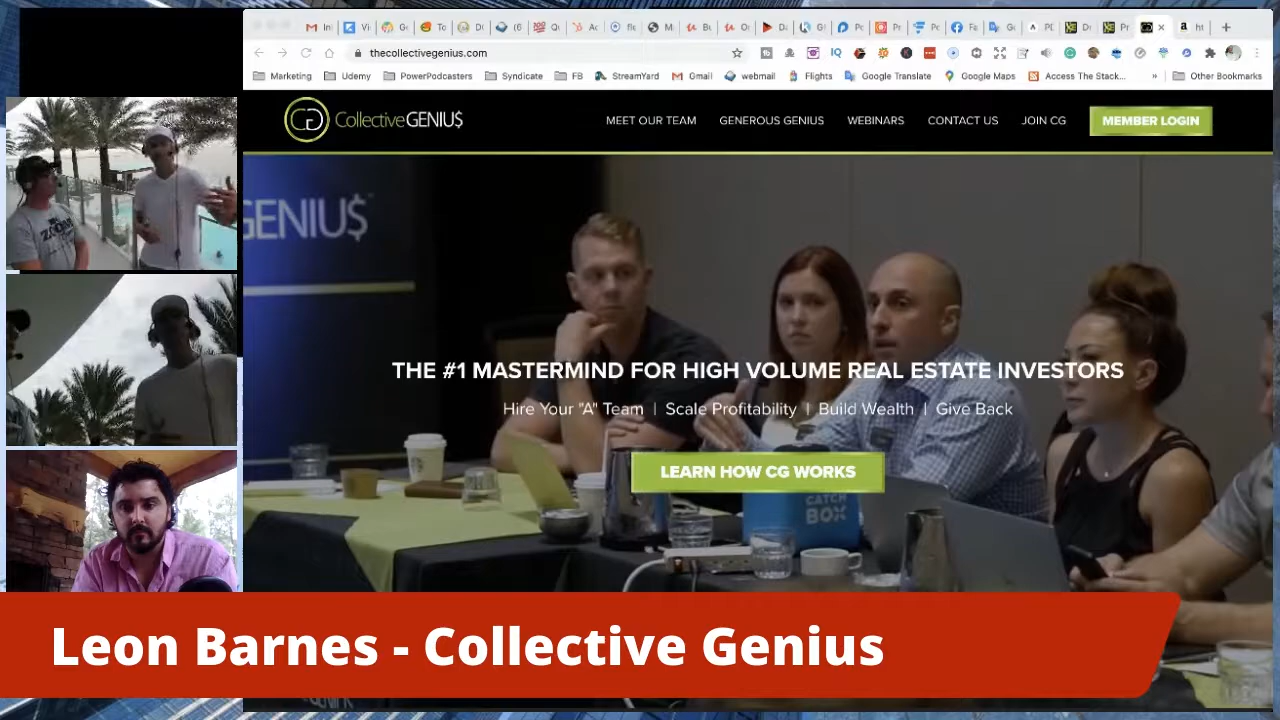 thecollectivegenius.com
Marketing
Udemy
PowerPodcasters
Syndicate
FB
StreamYard
Gmail
webmail
Flights
Google Translate
Google Maps
Access The Stack...
»
Other Bookmarks
CollectiveGENIU$
MEET OUR TEAM
GENEROUS GENIUS
WEBINARS
CONTACT US
JOIN CG
MEMBER LOGIN
GENIU$
THE #1 MASTERMIND FOR HIGH VOLUME REAL ESTATE INVESTORS
Hire Your "A" Team | Scale Profitability | Build Wealth | Give Back
LEARN HOW CG WORKS
CATCH
BOX
Leon Barnes - Collective Genius